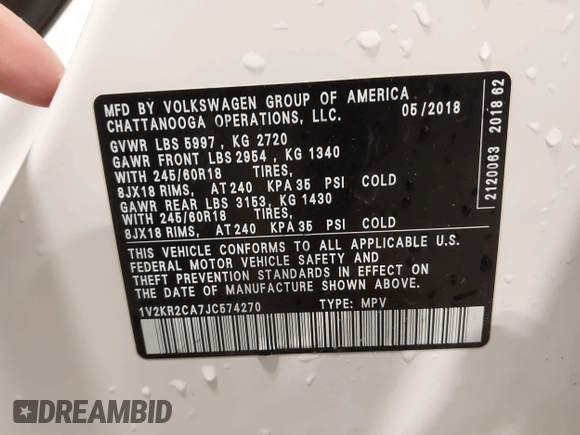 MFD BY VOLKSWAGEN GROUP OF AMERICA
CHATTANOOGA OPERATIONS, LLC. 05/2018
GVWR LBS 5997 , KG 2720
GAWR FRONT LBS 2954 , KG 1340
WITH 245/60R18 TIRES,
8JX18 RIMS, AT 240 KPA 35 PSI COLD
GAWR REAR LBS 3153, KG 1430
WITH 245/60R18 TIRES,
8JX18 RIMS, AT 240 KPA 35 PSI COLD
THIS VEHICLE CONFORMS TO ALL APPLICABLE U.S.
FEDERAL MOTOR VEHICLE SAFETY AND
THEFT PREVENTION STANDARDS IN EFFECT ON
THE DATE OF MANUFACTURE SHOWN ABOVE.
1V2KR2CA7JC574270 TYPE: MPV
2120063 2018 62
DREAMBID